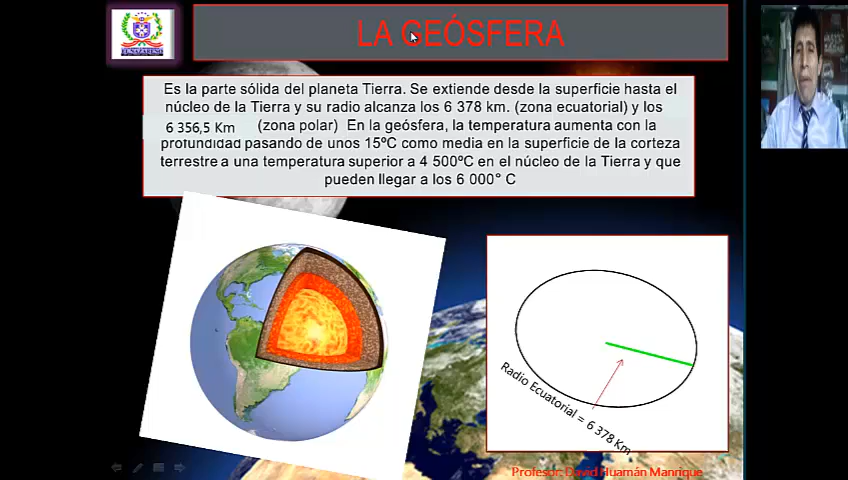 LA GEÓSFERA
EL NAZARENO
Es la parte sólida del planeta Tierra. Se extiende desde la superficie hasta el
núcleo de la Tierra y su radio alcanza los 6 378 km. (zona ecuatorial) y los
6 356,5 Km (zona polar) En la geósfera, la temperatura aumenta con la
profundidad pasando de unos 15ºC como media en la superficie de la corteza
terrestre a una temperatura superior a 4 500ºC en el núcleo de la Tierra y que
pueden llegar a los 6 000° C
Radio Ecuatorial = 6 378 Km
Profesor: David Huamán Manrique